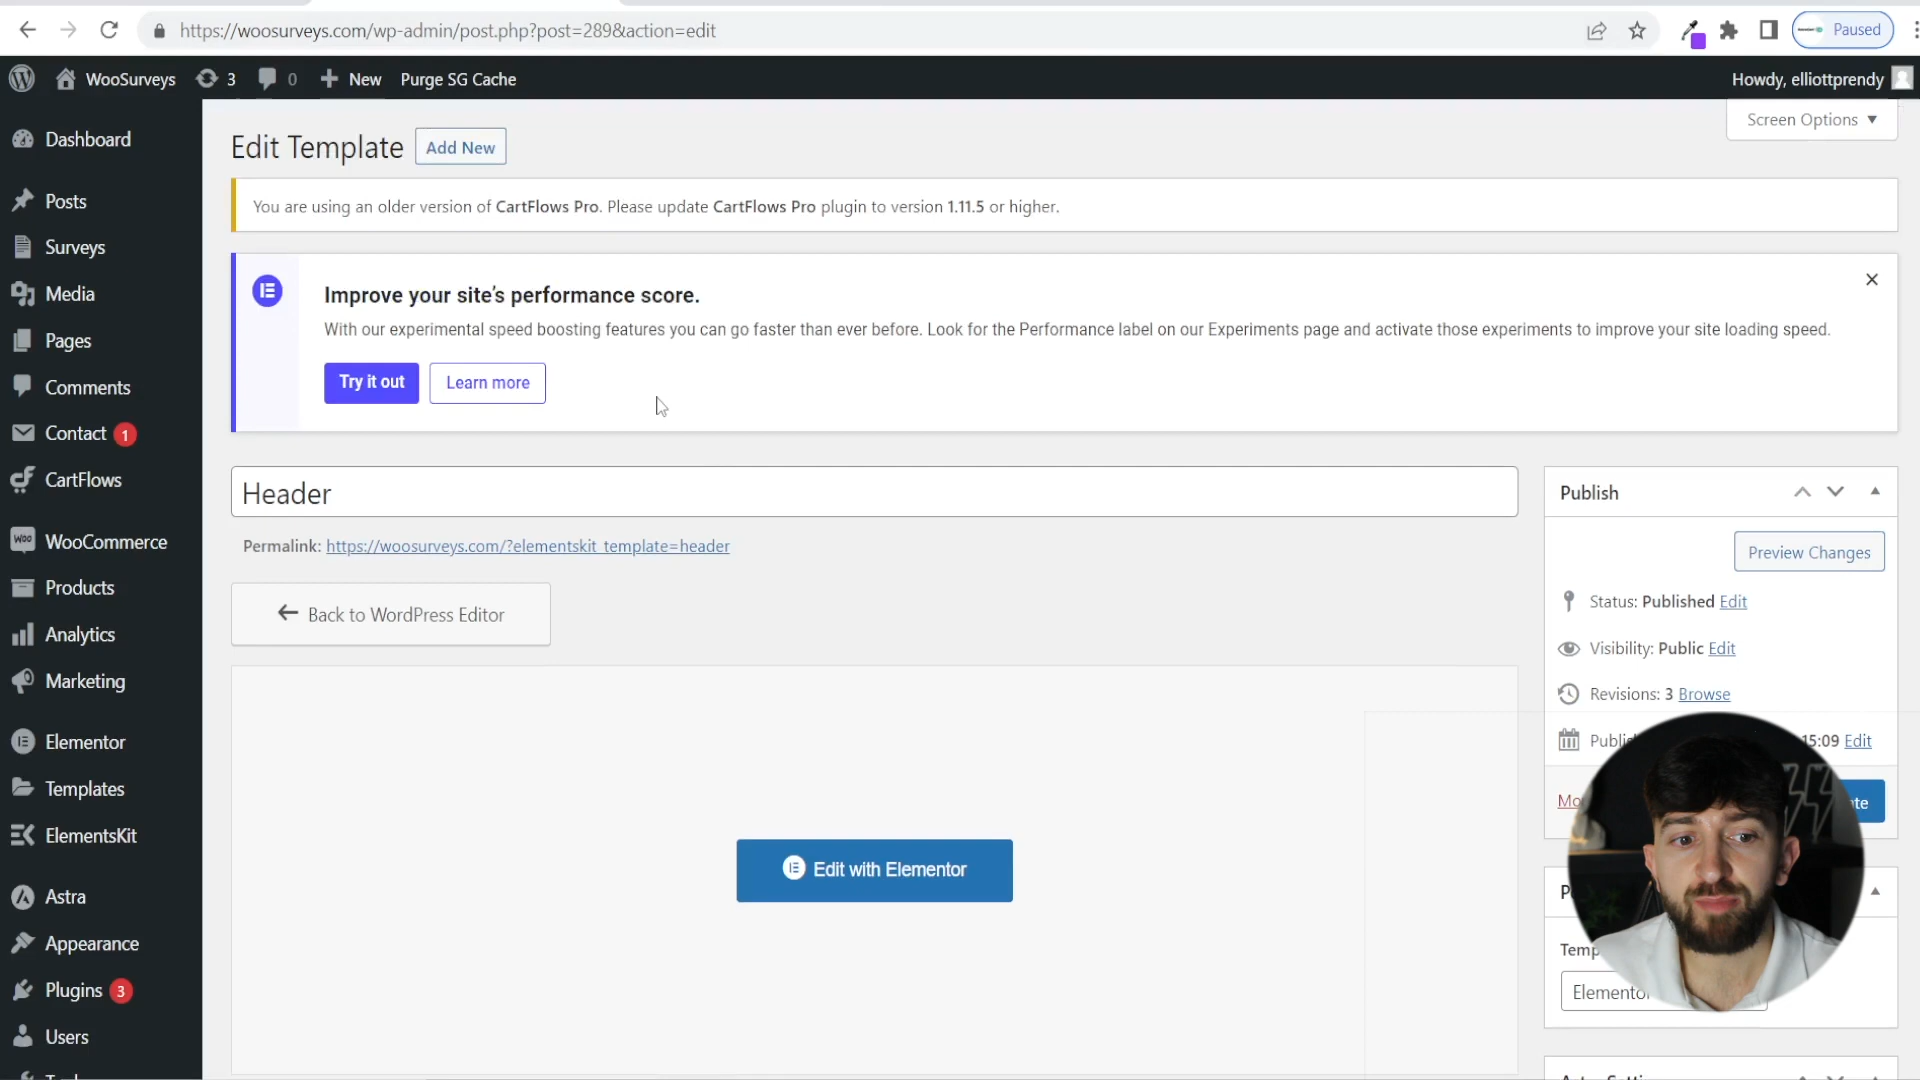 https://woosurveys.com/wp-admin/post.php?post=289&action=edit
Paused
WooSurveys 3 0 New Purge SG Cache
Howdy, elliottprendy
Screen Options
Dashboard
Posts
Surveys
Media
Pages
Comments
Contact 1
CartFlows
WooCommerce
Products
Analytics
Marketing
Elementor
Templates
ElementsKit
Astra
Appearance
Plugins 3
Users
Edit Template Add New
You are using an older version of CartFlows Pro. Please update CartFlows Pro plugin to version 1.11.5 or higher.
Improve your site's performance score.
With our experimental speed boosting features you can go faster than ever before. Look for the Performance label on our Experiments page and activate those experiments to improve your site loading speed.
Try it out Learn more
Header
Permalink: https://woosurveys.com/?elementskit_template=header
Back to WordPress Editor
Edit with Elementor
Publish
Preview Changes
Status: Published Edit
Visibility: Public Edit
Revisions: 3 Browse
15:09 Edit